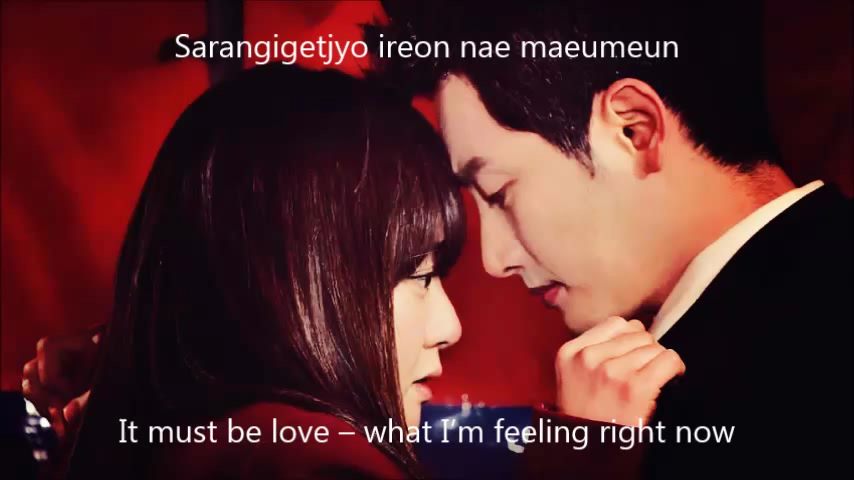 Sarangigetjyo ireon nae maeumeun
It must be love – what I'm feeling right now